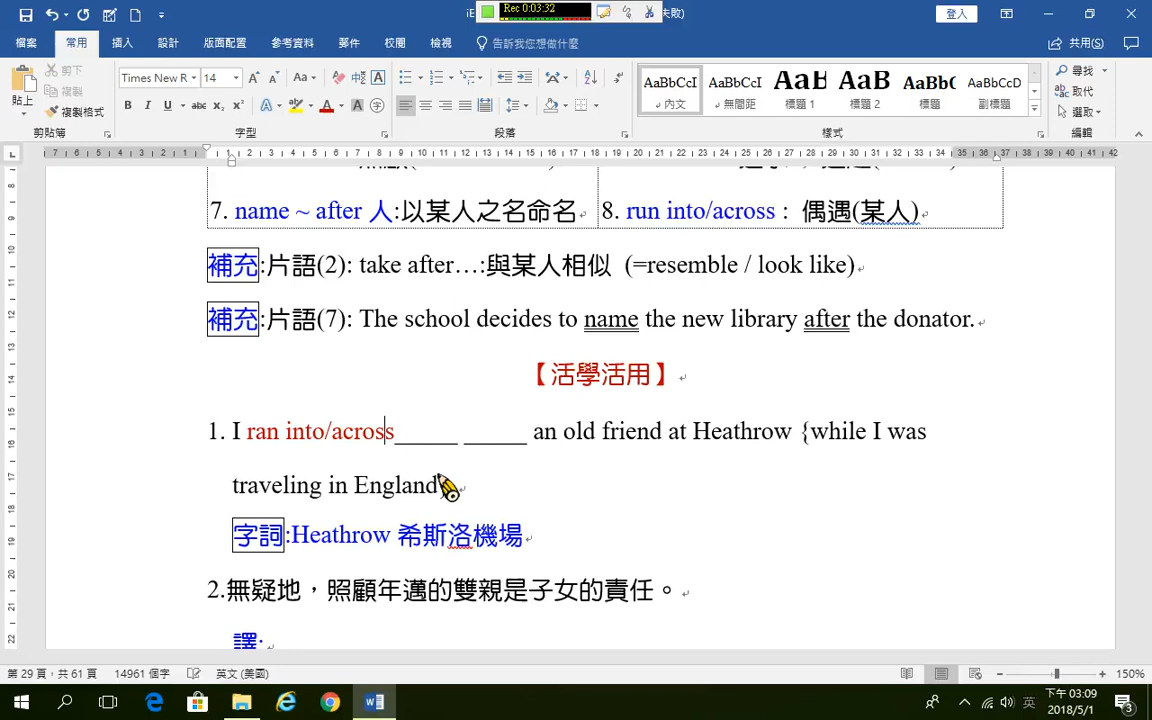 Rec 0:03:32
iE
失敗)
登入
檔案 常用 插入 設計 版面配置 參考資料 郵件 校閱 檢視 告訴我您想做什麼 共用(S)
貼上 剪下 複製 複製格式
Times New R 14
AaBbCcI AaBbCcI AaB AaB AaBbC AaBbCcD
內文 無間距 標題 1 標題 2 標題 副標題
尋找 取代 選取
剪貼簿 字型 段落 樣式 編輯
7. name ~ after 人:以某人之名命名 8. run into/across : 偶遇(某人)
補充:片語(2): take after…:與某人相似 (=resemble / look like)
補充:片語(7): The school decides to name the new library after the donator.
【活學活用】
1. I ran into/across_____ _____ an old friend at Heathrow {while I was
traveling in England}
字詞:Heathrow 希斯洛機場
2.無疑地，照顧年邁的雙親是子女的責任。
譯:
第 29 頁，共 61 頁 14961 個字 英文 (美國) 150%
英 下午 03:09
2018/5/1 3